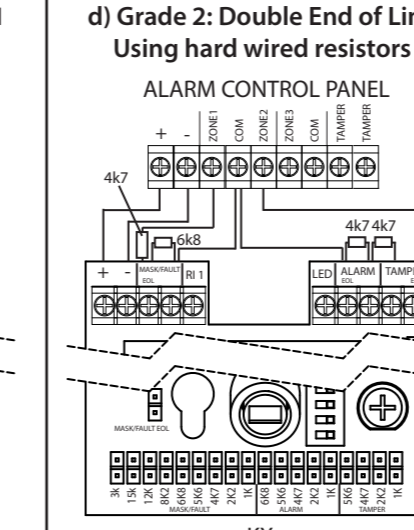 d) Grade 2: Double End of Lin
Using hard wired resistors
ALARM CONTROL PANEL
+ - ZONE1 COM ZONE2 ZONE3 COM TAMPER TAMPER
4k7
6k8
4k7 4k7
+ - MASK/FAULT EOL RI 1
LED ALARM EOL TAMP
MASK/FAULT EOL
3k 15k 12K 8K2 6K8 5K6 4K7 2K2 1K 6K8 5K6 4K7 2K2 1K 5K6 4K7 2K2 1K
MASK/FAULT ALARM TAMPER